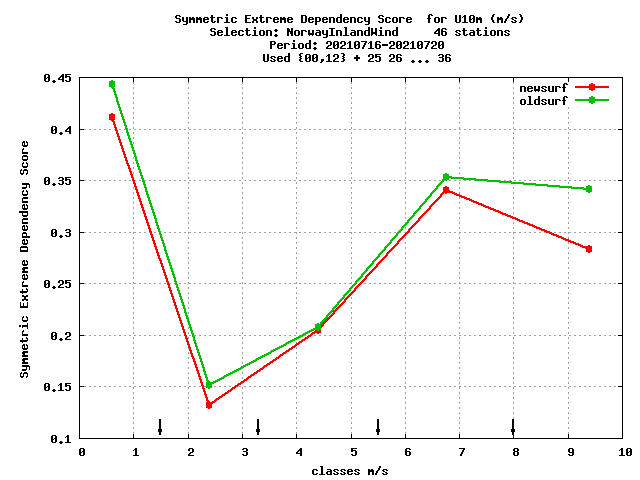 Symmetric Extreme Dependency Score for U10m (m/s)
Selection: NorwayInlandWind 46 stations
Period: 20210716-20210720
Used {00,12} + 25 26 ... 36
newsurf
oldsurf
Symmetric Extreme Dependency Score
0.45
0.4
0.35
0.3
0.25
0.2
0.15
0.1
0 1 2 3 4 5 6 7 8 9 10
classes m/s